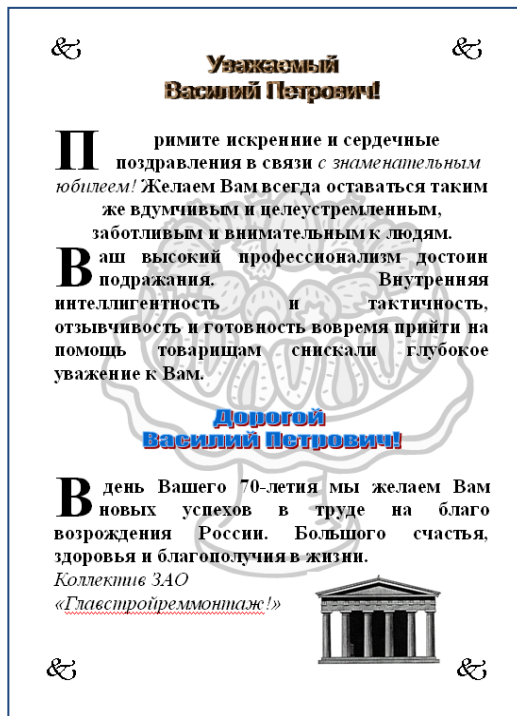 & &
Уважаемый
Василий Петрович!
Примите искренние и сердечные
поздравления в связи с знаменательным
юбилеем! Желаем Вам всегда оставаться таким
же вдумчивым и целеустремленным,
заботливым и внимательным к людям.
Ваш высокий профессионализм достоин
подражания. Внутренняя
интеллигентность и тактичность,
отзывчивость и готовность вовремя прийти на
помощь товарищам снискали глубокое
уважение к Вам.
Дорогой
Василий Петрович!
В день Вашего 70-летия мы желаем Вам
новых успехов в труде на благо
возрождения России. Большого счастья,
здоровья и благополучия в жизни.
Коллектив ЗАО
«Главстройреммонтаж!»
& &